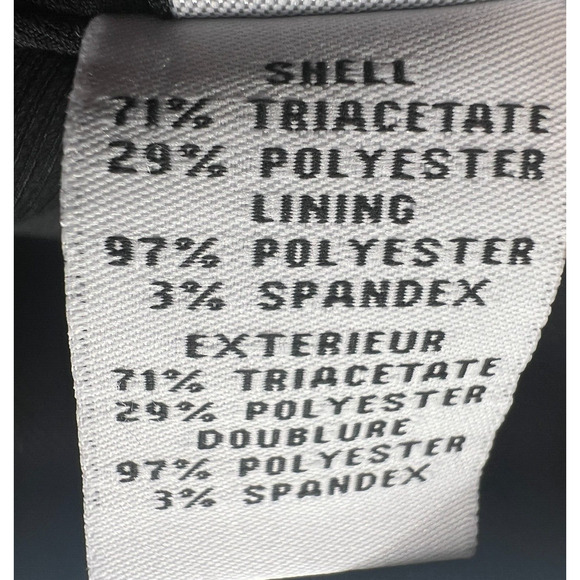 SHELL
71% TRIACETATE
29% POLYESTER
LINING
97% POLYESTER
3% SPANDEX
EXTERIEUR
71% TRIACETATE
29% POLYESTER
DOUBLURE
97% POLYESTER
3% SPANDEX